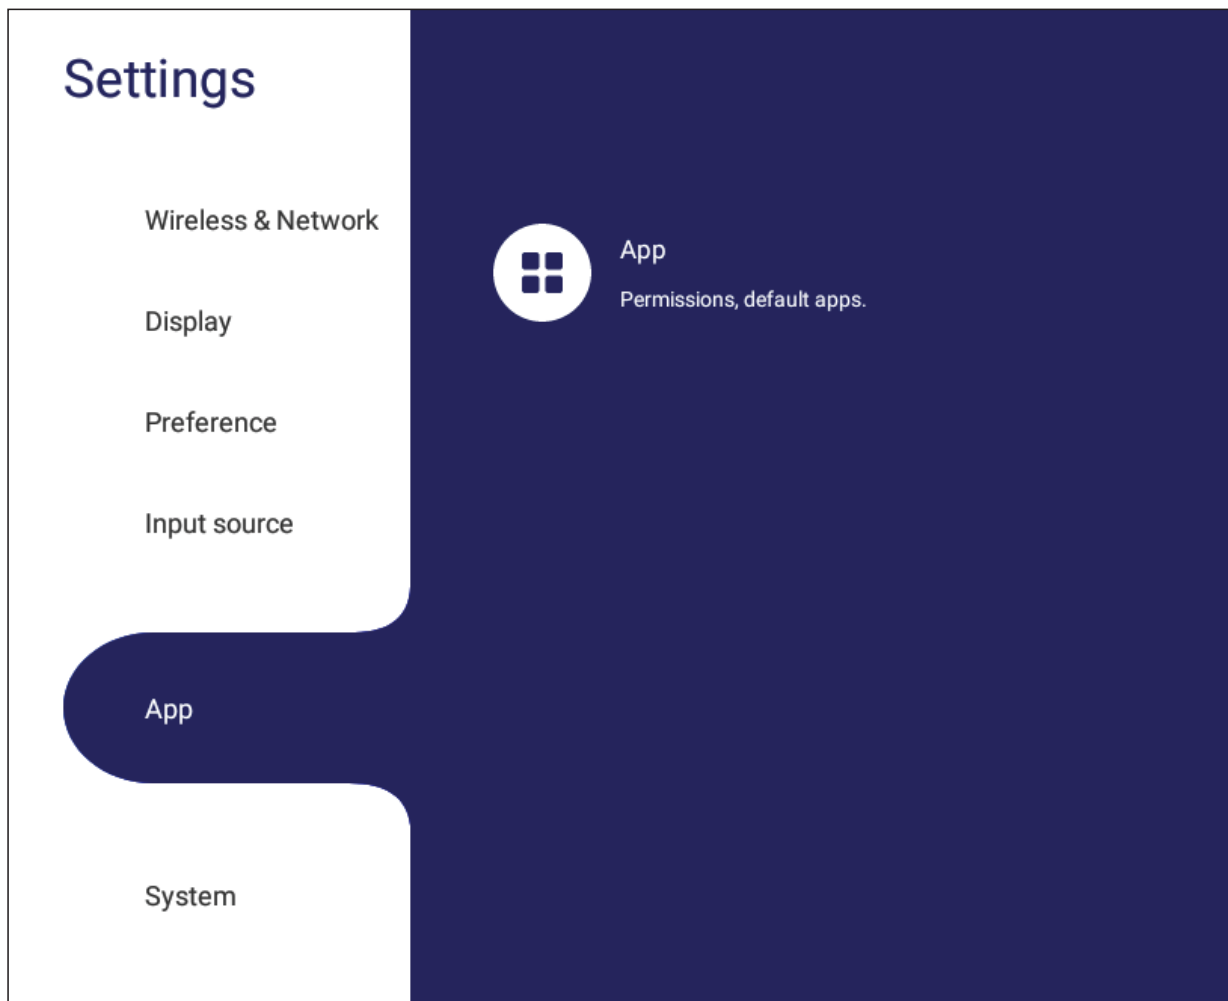 Settings
Wireless & Network
Display
Preference
Input source
App
System
App
Permissions, default apps.